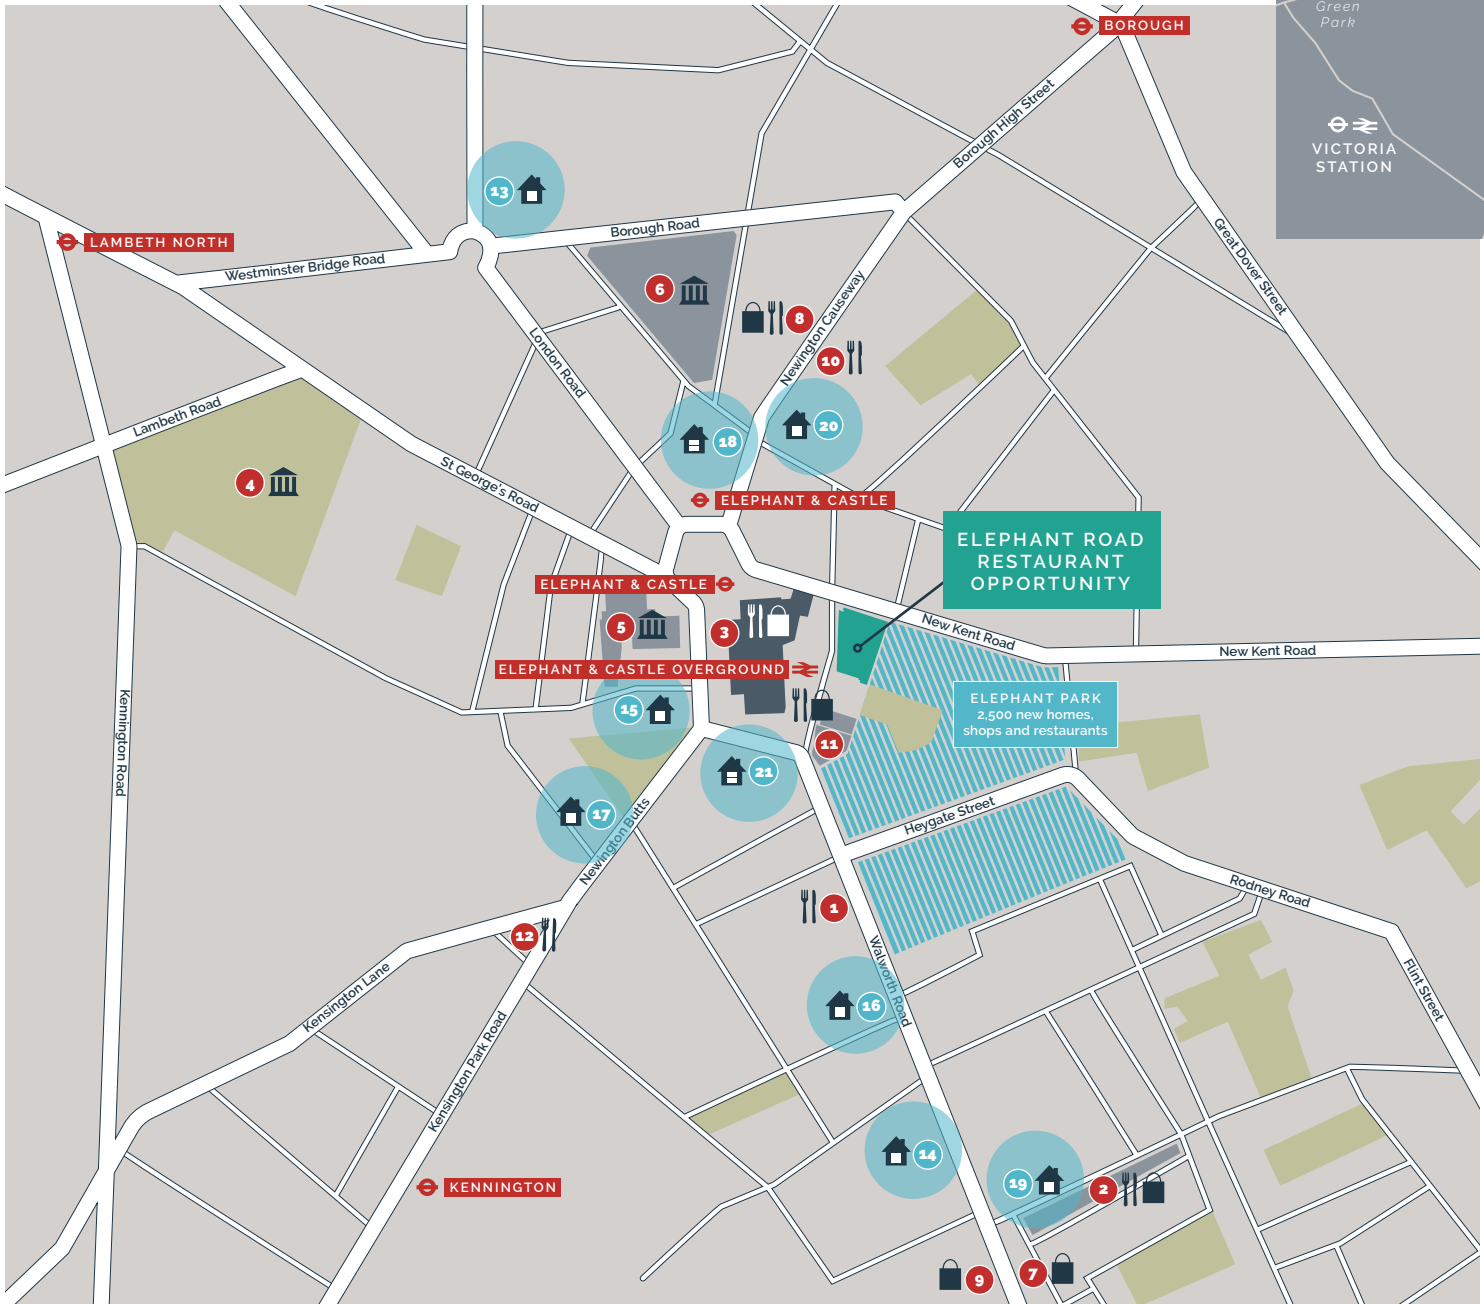 Green
Park
BOROUGH
VICTORIA
STATION
Borough High Street
13
LAMBETH NORTH
Borough Road
Westminster Bridge Road
Great Dover Street
6
8
Newington Causeway
10
London Road
Lambeth Road
18
20
St George's Road
4
ELEPHANT & CASTLE
ELEPHANT ROAD
RESTAURANT
OPPORTUNITY
ELEPHANT & CASTLE
5
3
New Kent Road
New Kent Road
ELEPHANT & CASTLE OVERGROUND
ELEPHANT PARK
2,500 new homes,
shops and restaurants
15
Kennington Road
11
21
17
Newington Butts
Heygate Street
Rodney Road
1
12
Walworth Road
Kensington Lane
16
Flint Street
Kensington Park Road
14
19
2
KENNINGTON
9
7